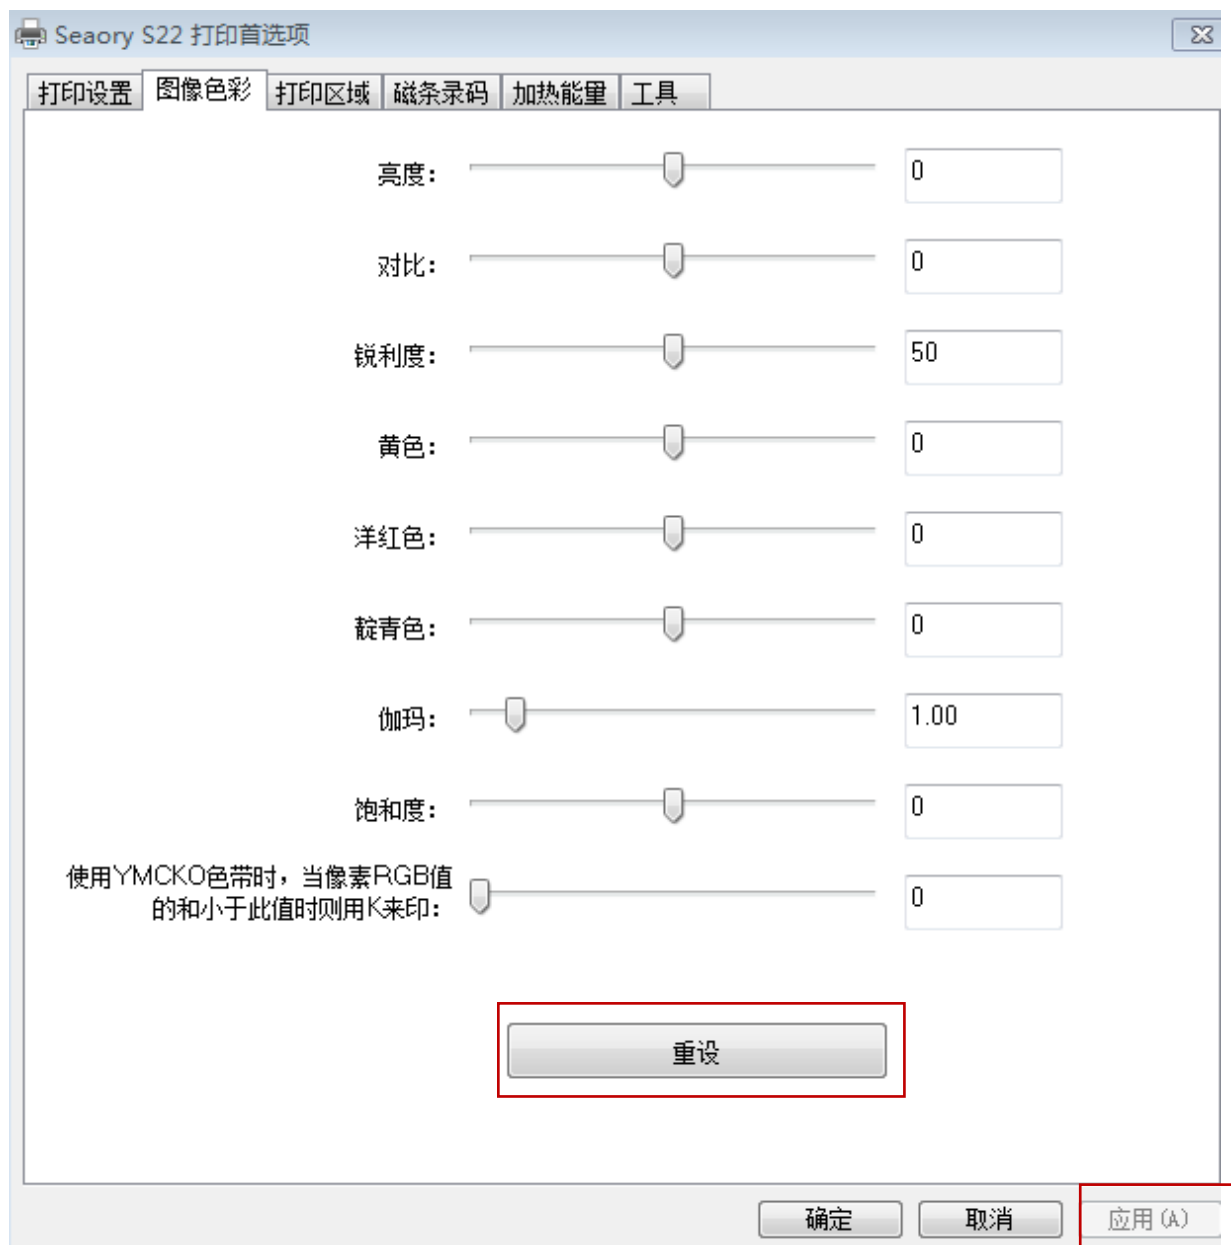 Seaory S22 打印首选项
打印设置 图像色彩 打印区域 磁条录码 加热能量 工具
亮度： 0
对比： 0
锐利度： 50
黄色： 0
洋红色： 0
靛青色： 0
伽玛： 1.00
饱和度： 0
使用YMCKO色带时，当像素RGB值
的和小于此值时则用K来印： 0
重设
确定 取消 应用(A)